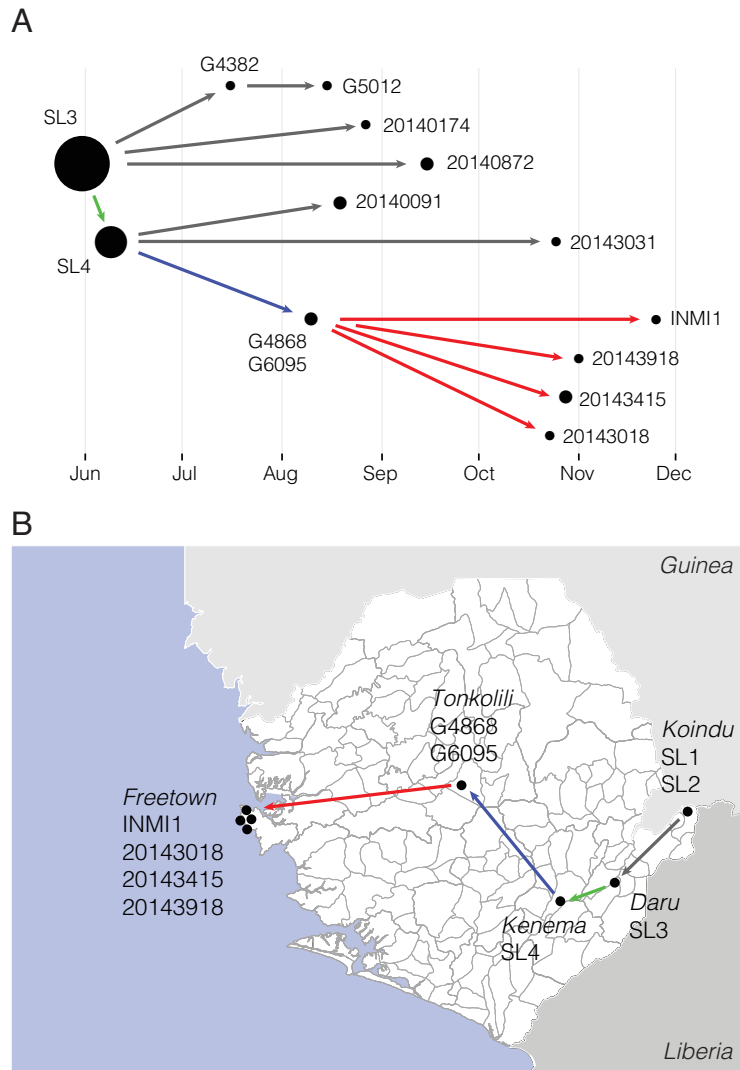 A
G4382
G5012
SL3
20140174
20140872
20140091
SL4
20143031
INMI1
G4868
G6095
20143918
20143415
20143018
Jun Jul Aug Sep Oct Nov Dec
B
Guinea
Tonkolili
G4868
G6095
Koindu
SL1
SL2
Freetown
INMI1
20143018
20143415
20143918
Daru
SL3
Kenema
SL4
Liberia